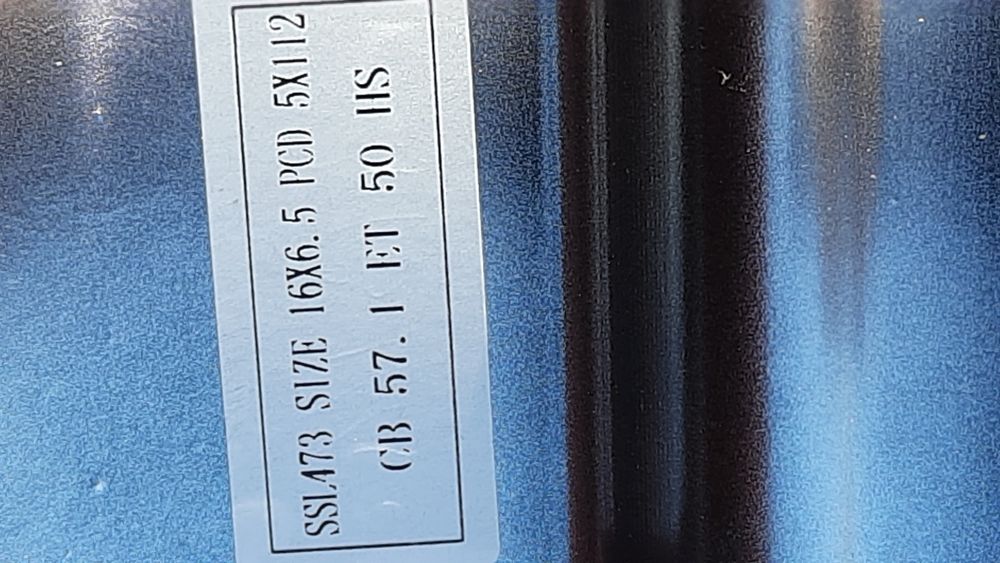 SSL473 SIZE 16X6.5 PCD 5X112
CB 57.1 ET 50 HS